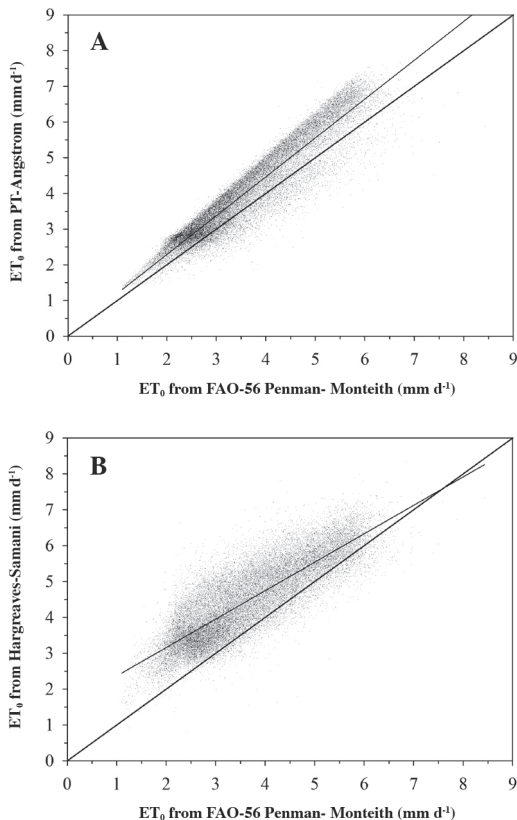 A
ET₀ from PT-Angstrom (mm d⁻¹)
9
8
7
6
5
4
3
2
1
0
0 1 2 3 4 5 6 7 8 9
ET₀ from FAO-56 Penman- Monteith (mm d⁻¹)
B
ET₀ from Hargreaves-Samani (mm d⁻¹)
9
8
7
6
5
4
3
2
1
0
0 1 2 3 4 5 6 7 8 9
ET₀ from FAO-56 Penman- Monteith (mm d⁻¹)